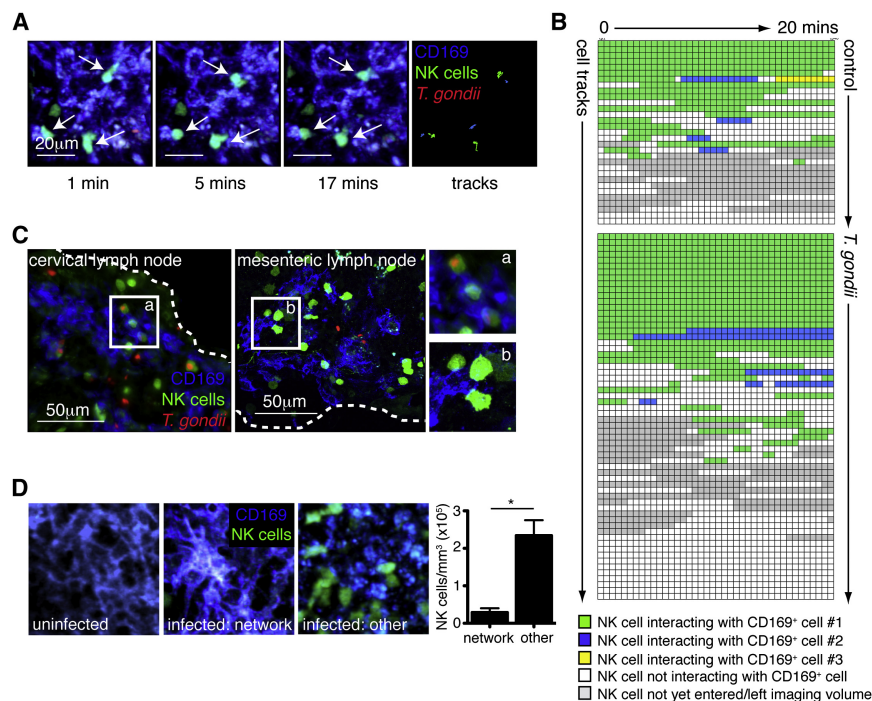 A
CD169
NK cells
T. gondii
20μm
1 min
5 mins
17 mins
tracks
B
0
20 mins
cell tracks
control
T. gondii
C
cervical lymph node
a
CD169
NK cells
T. gondii
50μm
mesenteric lymph node
b
50μm
a
b
D
uninfected
CD169
NK cells
infected: network
infected: other
*
NK cells/mm³ (x10⁵)
3
2
1
0
network
other
NK cell interacting with CD169⁺ cell #1
NK cell interacting with CD169⁺ cell #2
NK cell interacting with CD169⁺ cell #3
NK cell not interacting with CD169⁺ cell
NK cell not yet entered/left imaging volume